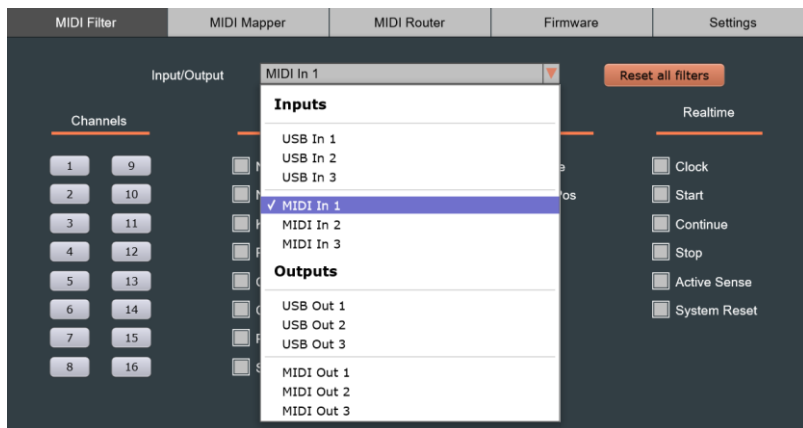 MIDI Filter
MIDI Mapper
MIDI Router
Firmware
Settings
Input/Output
MIDI In 1
Reset all filters
Channels
1 9
2 10
3 11
4 12
5 13
6 14
7 15
8 16
Inputs
USB In 1
USB In 2
USB In 3
✓ MIDI In 1
MIDI In 2
MIDI In 3
Outputs
USB Out 1
USB Out 2
USB Out 3
MIDI Out 1
MIDI Out 2
MIDI Out 3
Realtime
Clock
Start
Continue
Stop
Active Sense
System Reset